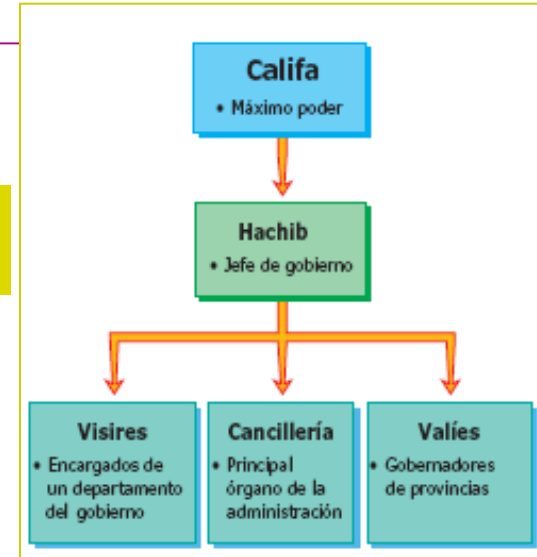 Califa
• Máximo poder
Hachib
• Jefe de gobierno
Visires
• Encargados de
un departamento
del gobierno
Cancillería
• Principal
órgano de la
administración
Valíes
• Gobernadores
de provincias